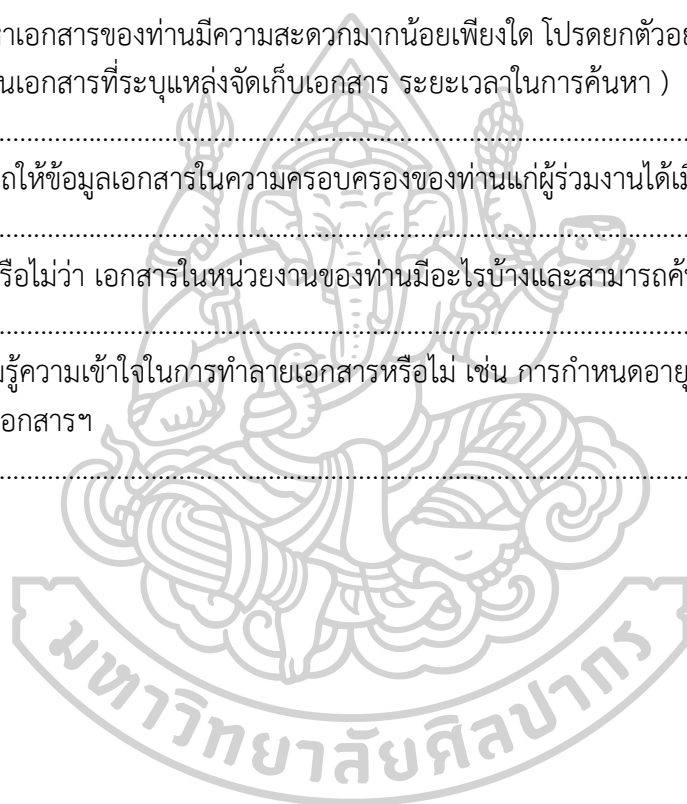 าเอกสารของท่านมีความสะดวกมากน้อยเพียงใด โปรดยกตัวอย
นเอกสารที่ระบุแหล่งจัดเก็บเอกสาร ระยะเวลาในการค้นหา )
........................................................................................................
ถให้ข้อมูลเอกสารในความครอบครองของท่านแก่ผู้ร่วมงานได้เมื
........................................................................................................
รือไม่ว่า เอกสารในหน่วยงานของท่านมีอะไรบ้างและสามารถค้
........................................................................................................
มรู้ความเข้าใจในการทำลายเอกสารหรือไม่ เช่น การกำหนดอายุ
อกสารฯ
........................................................................................................
มหาวิทยาลัยศิลปากร